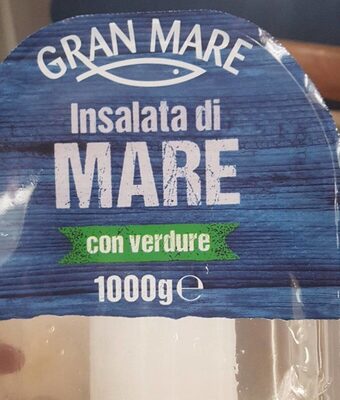 GRAN MARE
Insalata di
MARE
con verdure
1000g℮